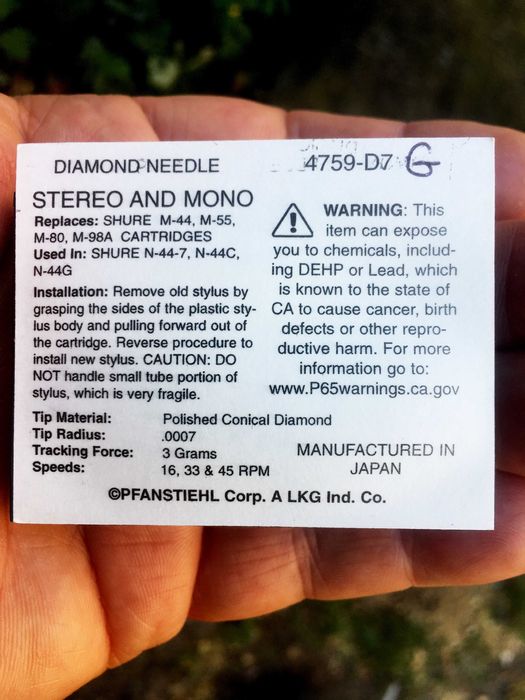 DIAMOND NEEDLE
4759-D7 G
STEREO AND MONO
Replaces: SHURE M-44, M-55,
M-80, M-98A CARTRIDGES
Used In: SHURE N-44-7, N-44C,
N-44G
Installation: Remove old stylus by
grasping the sides of the plastic sty-
lus body and pulling forward out of
the cartridge. Reverse procedure to
install new stylus. CAUTION: DO
NOT handle small tube portion of
stylus, which is very fragile.
WARNING: This
item can expose
you to chemicals, includ-
ing DEHP or Lead, which
is known to the state of
CA to cause cancer, birth
defects or other repro-
ductive harm. For more
information go to:
www.P65warnings.ca.gov
Tip Material: Polished Conical Diamond
Tip Radius: .0007
Tracking Force: 3 Grams
Speeds: 16, 33 & 45 RPM
MANUFACTURED IN
JAPAN
©PFANSTIEHL Corp. A LKG Ind. Co.